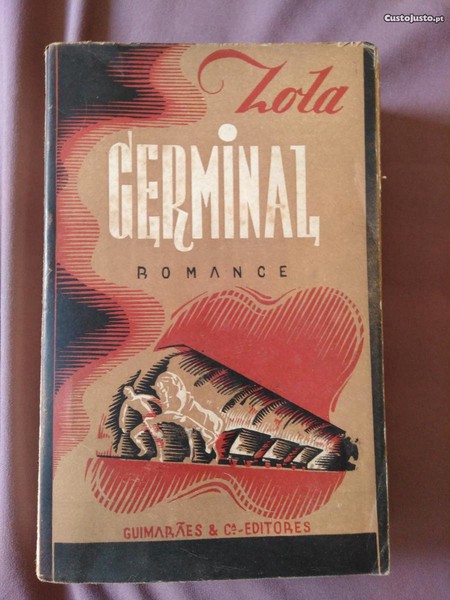 CustoJusto.pt
Zola
GERMINAL
ROMANCE
GUIMARÃES & Cª.-EDITORES